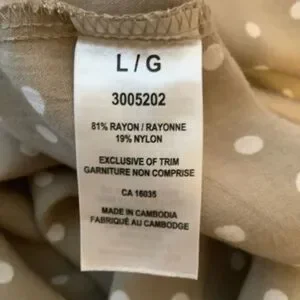 L / G
3005202
81% RAYON / RAYONNE
19% NYLON
EXCLUSIVE OF TRIM
GARNITURE NON COMPRISE
CA 16035
MADE IN CAMBODIA
FABRIQUÉ AU CAMBODGE